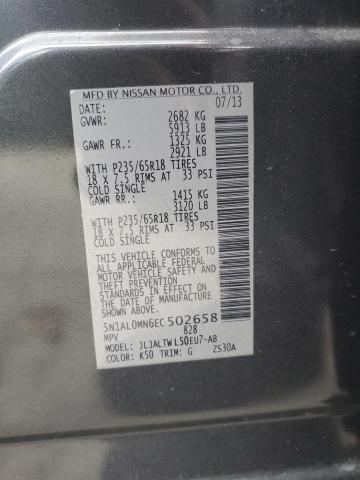 MFD BY NISSAN MOTOR CO., LTD.
DATE: 07/13
GVWR: 2682 KG
5913 LB
GAWR FR.: 1325 KG
2921 LB
WITH P235/65R18 TIRES
18 X 7.5 RIMS AT 33 PSI
COLD SINGLE
GAWR RR.: 1415 KG
3120 LB
WITH P235/65R18 TIRES
18 X 7.5 RIMS AT 33 PSI
COLD SINGLE
THIS VEHICLE CONFORMS TO ALL
APPLICABLE FEDERAL
MOTOR VEHICLE SAFETY
AND THEFT PREVENTION
STANDARDS IN EFFECT ON
THE DATE OF MANUFACTURE
SHOWN ABOVE.
5N1AL0MN6EC502658
MPV 828
MODEL: JLJALTWL50EU7-AB
COLOR: K50 TRIM: G ZS30A